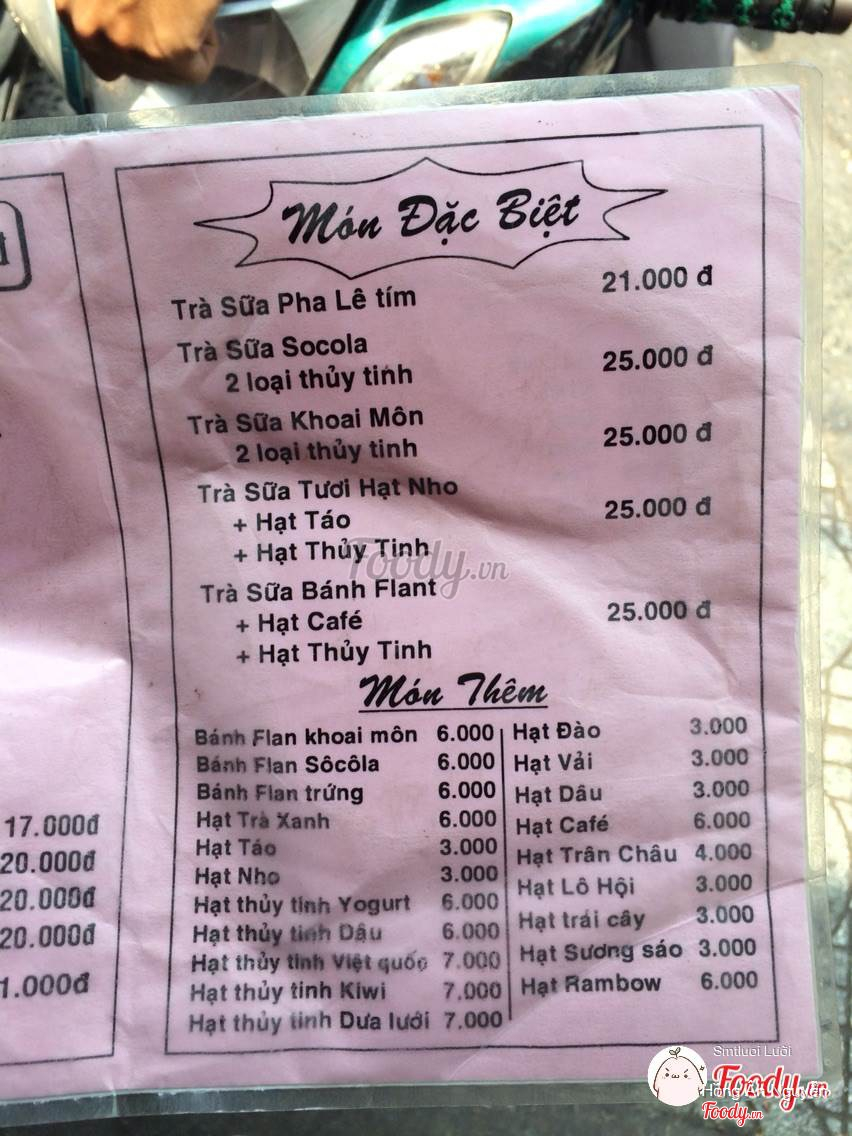 Món Đặc Biệt
Trà Sữa Pha Lê tím 21.000 đ
Trà Sữa Socola
2 loại thủy tinh 25.000 đ
Trà Sữa Khoai Môn
2 loại thủy tinh 25.000 đ
Trà Sữa Tươi Hạt Nho
+ Hạt Táo 25.000 đ
+ Hạt Thủy Tinh
Foody.vn
Trà Sữa Bánh Flant
+ Hạt Café 25.000 đ
+ Hạt Thủy Tinh
Món Thêm
Bánh Flan khoai môn 6.000
Bánh Flan Sôcôla 6.000
Bánh Flan trứng 6.000
Hạt Trà Xanh 6.000
Hạt Táo 3.000
Hạt Nho 3.000
Hạt thủy tinh Yogurt 6.000
Hạt thủy tinh Dâu 6.000
Hạt thủy tinh Việt quốc 7.000
Hạt thủy tinh Kiwi 7.000
Hạt thủy tinh Dưa lưới 7.000
Hạt Đào 3.000
Hạt Vải 3.000
Hạt Dâu 3.000
Hạt Café 6.000
Hạt Trân Châu 4.000
Hạt Lô Hội 3.000
Hạt trái cây 3.000
Hạt Sương sáo 3.000
Hạt Rambow 6.000
17.000đ
20.000đ
20.000đ
20.000đ
1.000đ
Foody.vn
Foody.vn